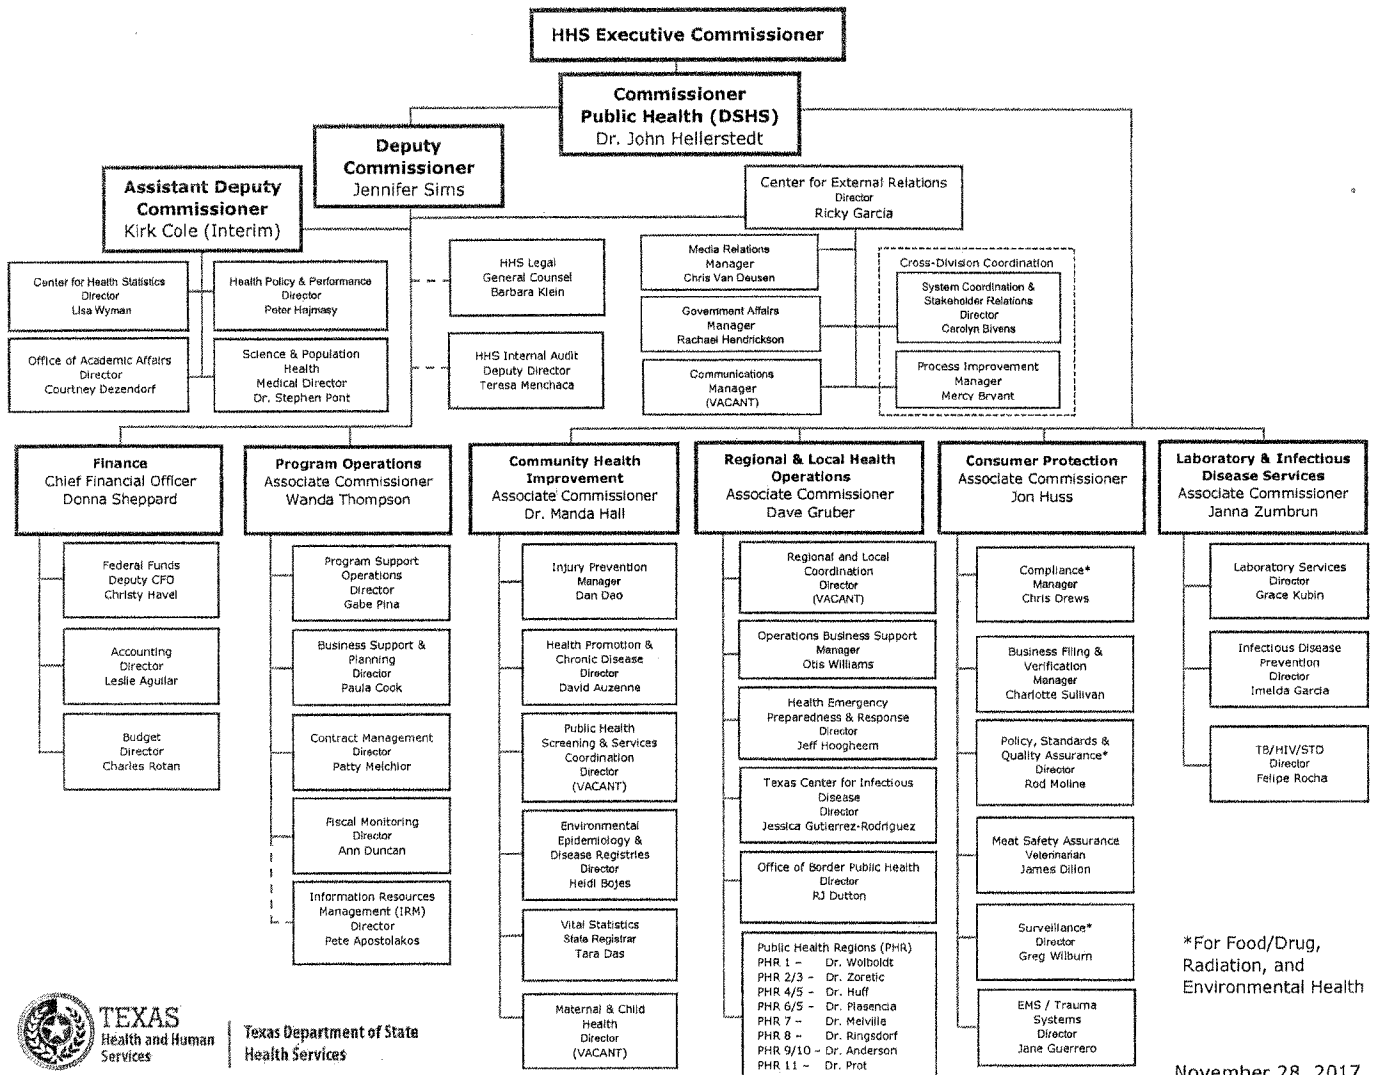 HHS Executive Commissioner
Commissioner
Public Health (DSHS)
Dr. John Hellerstedt
Deputy
Commissioner
Jennifer Sims
Assistant Deputy
Commissioner
Kirk Cole (Interim)
Center for External Relations
Director
Ricky Garcia
Center for Health Statistics
Director
Lisa Wyman
Health Policy & Performance
Director
Peter Hajmasy
Office of Academic Affairs
Director
Courtney Dezendorf
Science & Population
Health
Medical Director
Dr. Stephen Pont
HHS Legal
General Counsel
Barbara Klein
HHS Internal Audit
Deputy Director
Teresa Menchaca
Media Relations
Manager
Chris Van Deusen
Government Affairs
Manager
Rachael Hendrickson
Communications
Manager
(VACANT)
Cross-Division Coordination
System Coordination &
Stakeholder Relations
Director
Carolyn Bivens
Process Improvement
Manager
Mercy Bryant
Finance
Chief Financial Officer
Donna Sheppard
Federal Funds
Deputy CFO
Christy Havel
Accounting
Director
Leslie Aguilar
Budget
Director
Charles Rotan
Program Operations
Associate Commissioner
Wanda Thompson
Program Support
Operations
Director
Gabe Pina
Business Support &
Planning
Director
Paula Cook
Contract Management
Director
Patty Melchior
Fiscal Monitoring
Director
Ann Duncan
Information Resources
Management (IRM)
Director
Pete Apostolakos
Community Health
Improvement
Associate Commissioner
Dr. Manda Hall
Injury Prevention
Manager
Dan Dao
Health Promotion &
Chronic Disease
Director
David Auzenne
Public Health
Screening & Services
Coordination
Director
(VACANT)
Environmental
Epidemiology &
Disease Registries
Director
Heidi Bojes
Vital Statistics
State Registrar
Tara Das
Maternal & Child
Health
Director
(VACANT)
Regional & Local Health
Operations
Associate Commissioner
Dave Gruber
Regional and Local
Coordination
Director
(VACANT)
Operations Business Support
Manager
Otis Williams
Health Emergency
Preparedness & Response
Director
Jeff Hoogheem
Texas Center for Infectious
Disease
Director
Jessica Gutierrez-Rodriguez
Office of Border Public Health
Director
RJ Dutton
Public Health Regions (PHR)
PHR 1 – Dr. Wolboldt
PHR 2/3 – Dr. Zoretic
PHR 4/5 – Dr. Huff
PHR 6/5 – Dr. Plasencia
PHR 7 – Dr. Melville
PHR 8 – Dr. Ringsdorf
PHR 9/10 – Dr. Anderson
PHR 11 – Dr. Prot
Consumer Protection
Associate Commissioner
Jon Huss
Compliance*
Manager
Chris Drews
Business Filing &
Verification
Manager
Charlotte Sullivan
Policy, Standards &
Quality Assurance*
Director
Rod Moline
Meat Safety Assurance
Veterinarian
James Dillon
Surveillance*
Director
Greg Wilburn
EMS / Trauma
Systems
Director
Jane Guerrero
Laboratory & Infectious
Disease Services
Associate Commissioner
Janna Zumbrun
Laboratory Services
Director
Grace Kubin
Infectious Disease
Prevention
Director
Imelda Garcia
TB/HIV/STD
Director
Felipe Rocha
*For Food/Drug,
Radiation, and
Environmental Health
TEXAS
Health and Human
Services
Texas Department of State
Health Services
November 28, 2017